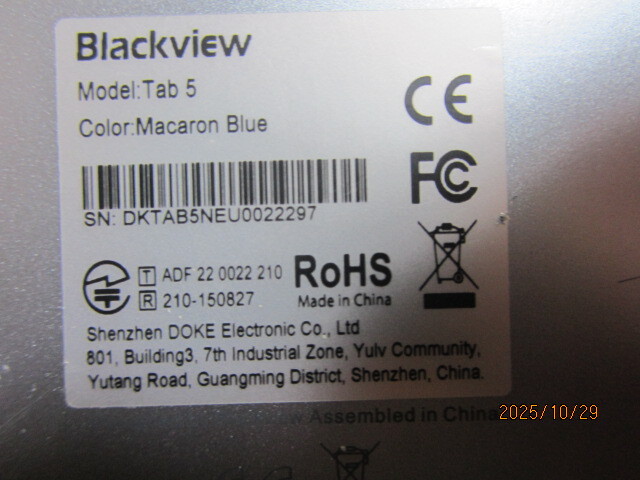 Blackview
Model:Tab 5
Color:Macaron Blue
CE
FC
SN: DKTAB5NEU0022297
T ADF 22 0022 210
R 210-150827
RoHS
Made in China
Shenzhen DOKE Electronic Co., Ltd
801, Building3, 7th Industrial Zone, Yulv Community,
Yutang Road, Guangming District, Shenzhen, China.
Assembled in China
2025/10/29